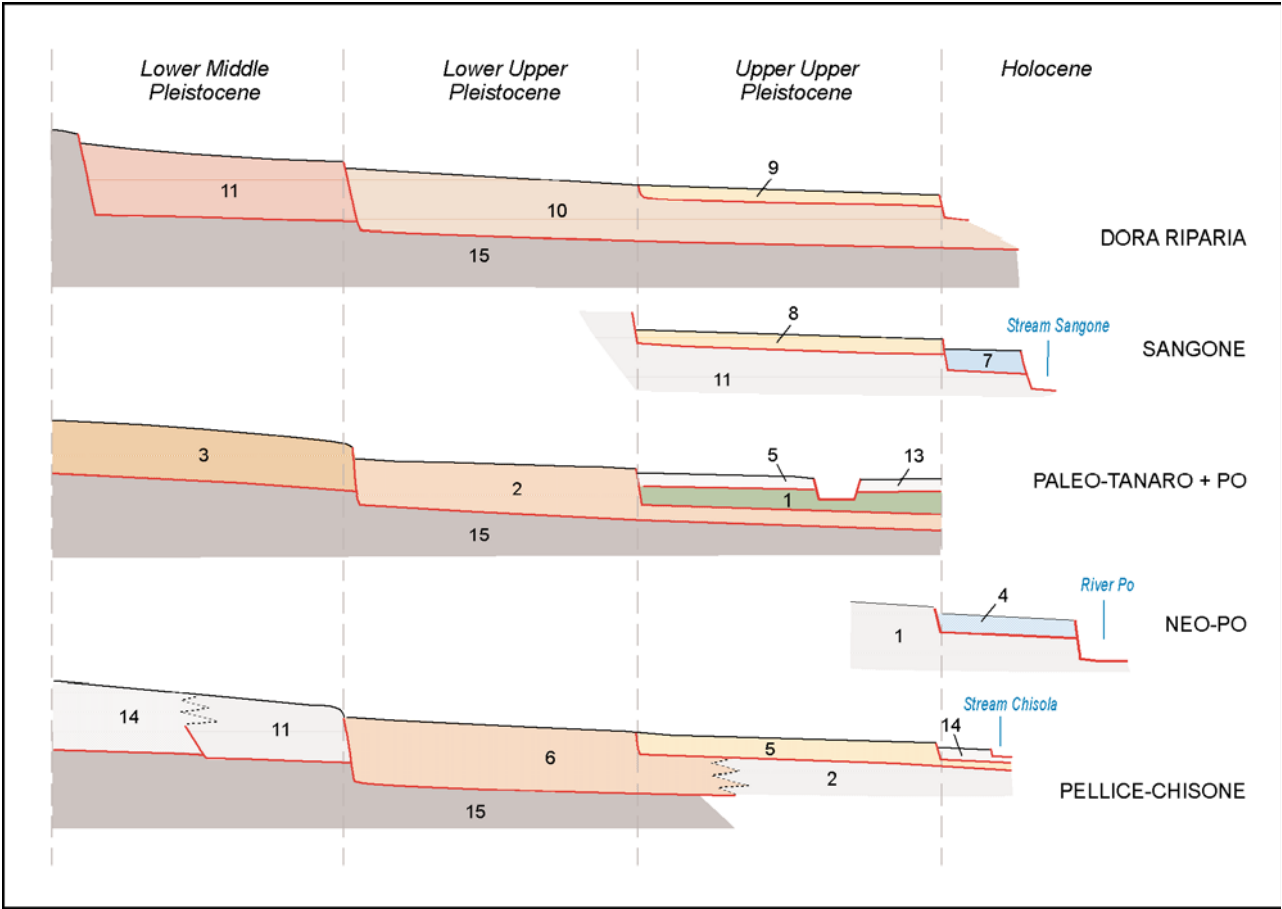 Lower Middle
Pleistocene
Lower Upper
Pleistocene
Upper Upper
Pleistocene
Holocene
9
11
10
15
DORA RIPARIA
8
Stream Sangone
7
11
SANGONE
3
5
13
2
1
15
PALEO-TANARO + PO
4
River Po
1
NEO-PO
14
11
Stream Chisola
14
6
5
2
15
PELLICE-CHISONE